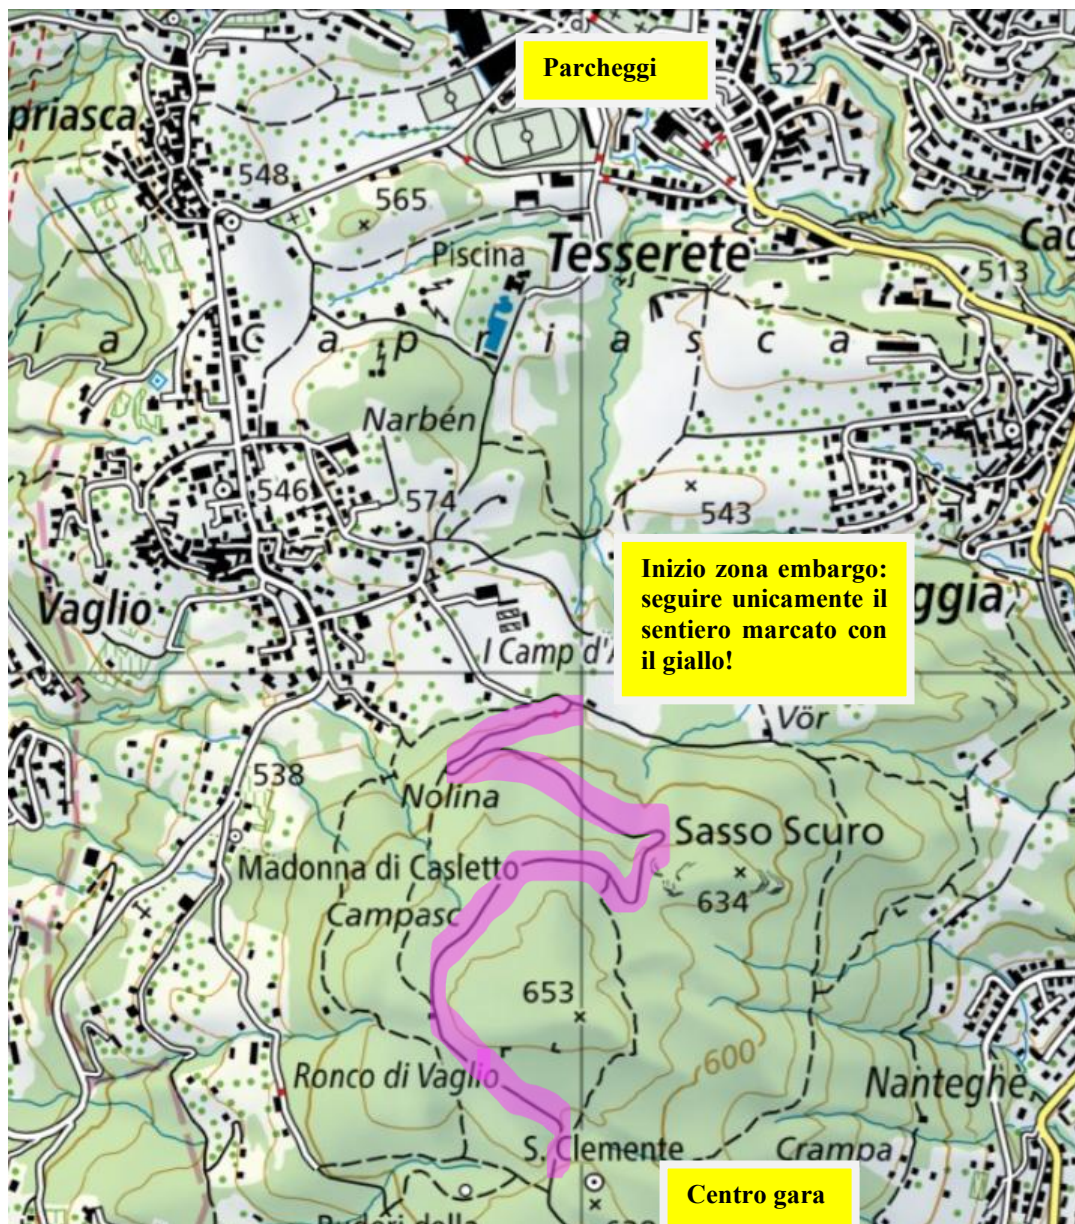 Parcheggi
522
priasca
548
565
Piscina
Tesserete
Cag
513
i a C a p r i a s c a
Narbén
546
574
543
Inizio zona embargo:
seguire unicamente il
sentiero marcato con
il giallo!
Vaglio
ggia
I Camp d'A
Vör
538
Nolina
Sasso Scuro
Madonna di Casletto
634
Campasc
653
600
Ronco di Vaglio
Nanteghe
S. Clemente
Crampa
Centro gara